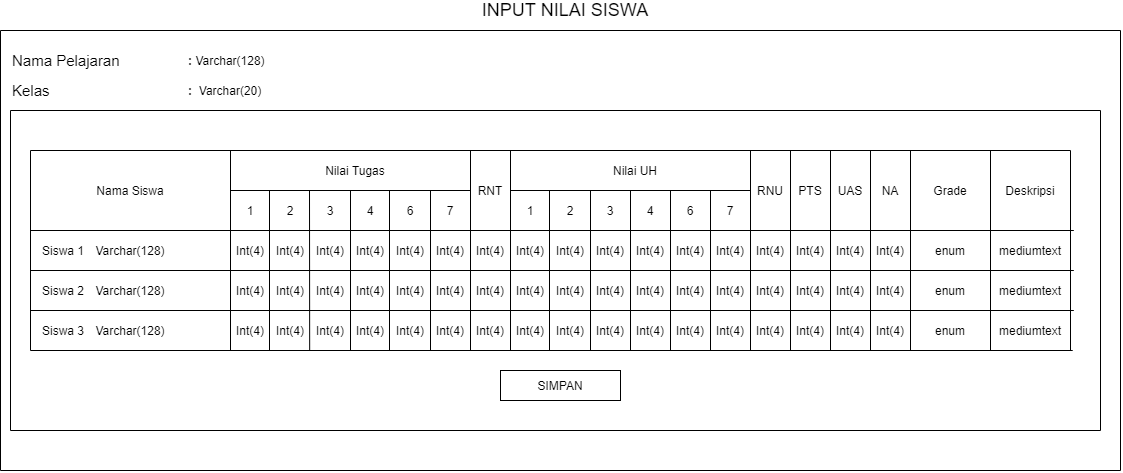 INPUT NILAI SISWA
Nama Pelajaran : Varchar(128)
Kelas : Varchar(20)
Nama Siswa Nilai Tugas RNT Nilai UH RNU PTS UAS NA Grade Deskripsi
1 2 3 4 6 7 1 2 3 4 6 7
Siswa 1 Varchar(128) Int(4) Int(4) Int(4) Int(4) Int(4) Int(4) Int(4) Int(4) Int(4) Int(4) Int(4) Int(4) Int(4) Int(4) Int(4) Int(4) Int(4) enum mediumtext
Siswa 2 Varchar(128) Int(4) Int(4) Int(4) Int(4) Int(4) Int(4) Int(4) Int(4) Int(4) Int(4) Int(4) Int(4) Int(4) Int(4) Int(4) Int(4) Int(4) enum mediumtext
Siswa 3 Varchar(128) Int(4) Int(4) Int(4) Int(4) Int(4) Int(4) Int(4) Int(4) Int(4) Int(4) Int(4) Int(4) Int(4) Int(4) Int(4) Int(4) Int(4) enum mediumtext
SIMPAN